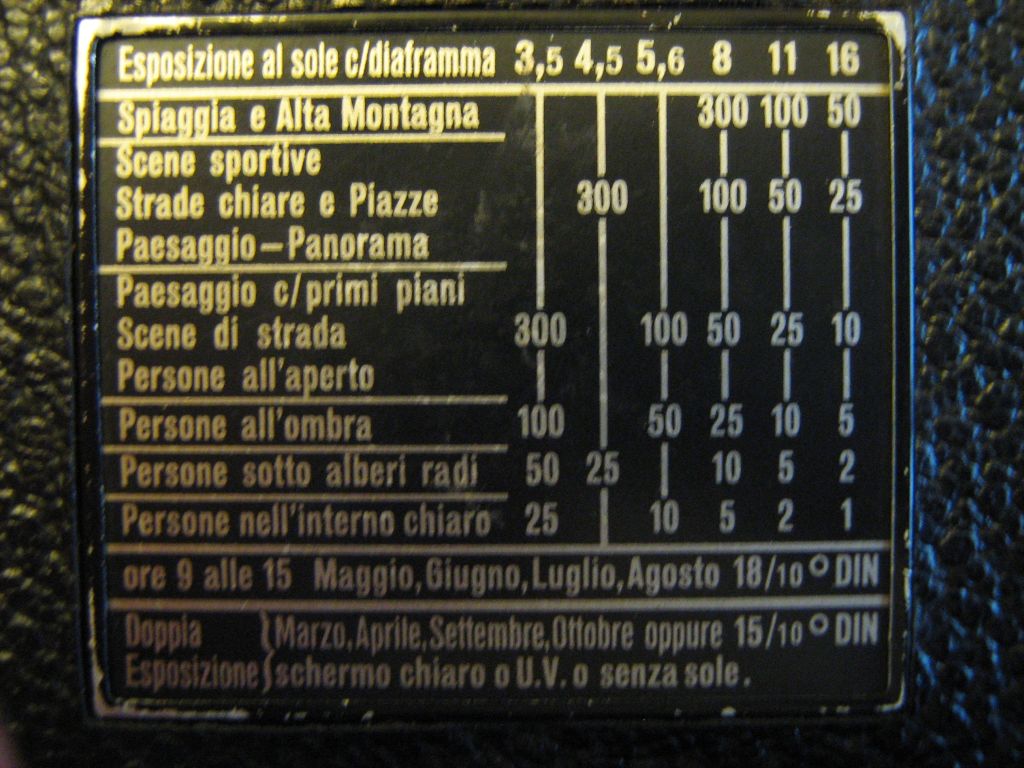 Esposizione al sole c/diaframma 3,5 4,5 5,6 8 11 16
Spiaggia e Alta Montagna 300 100 50
Scene sportive
Strade chiare e Piazze 300 100 50 25
Paesaggio – Panorama
Paesaggio c/primi piani
Scene di strada 300 100 50 25 10
Persone all'aperto
Persone all'ombra 100 50 25 10 5
Persone sotto alberi radi 50 25 10 5 2
Persone nell'interno chiaro 25 10 5 2 1
ore 9 alle 15 Maggio, Giugno, Luglio, Agosto 18/10° DIN
Doppia { Marzo, Aprile, Settembre, Ottobre oppure 15/10° DIN
Esposizione { schermo chiaro o U.V. o senza sole.